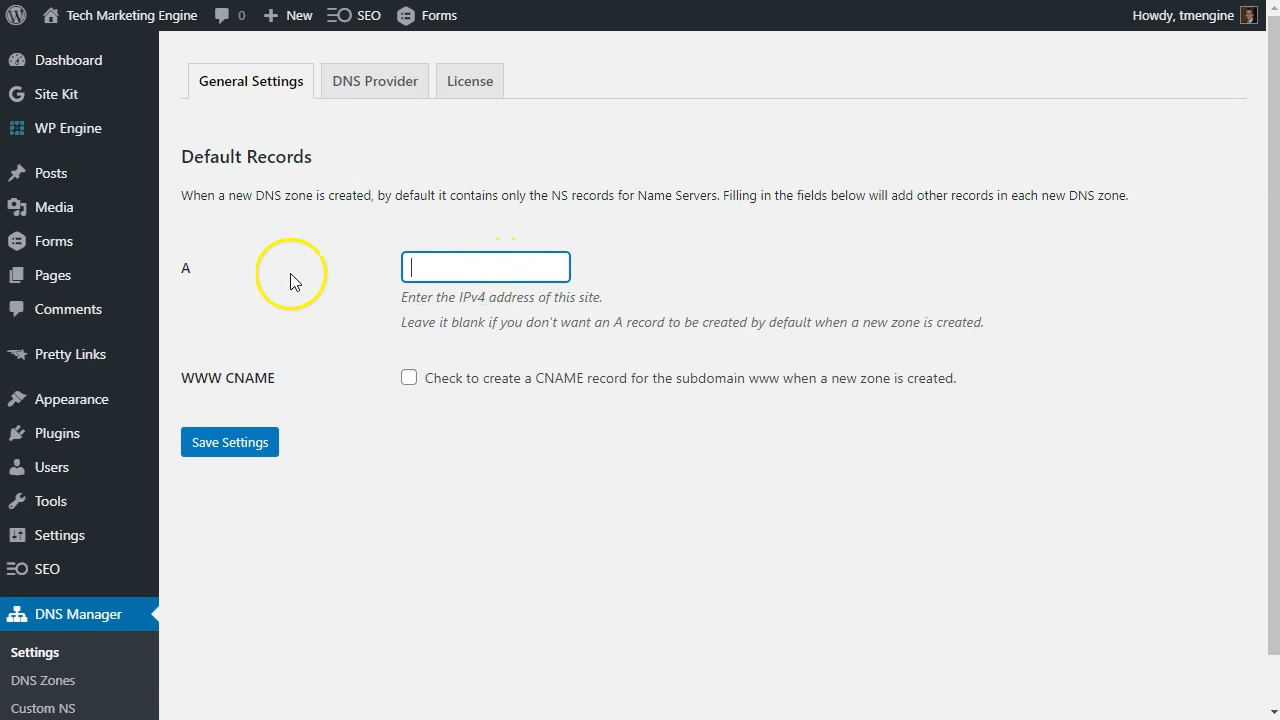 Tech Marketing Engine 0 New SEO Forms Howdy, tmengine
Dashboard
Site Kit
WP Engine
Posts
Media
Forms
Pages
Comments
Pretty Links
Appearance
Plugins
Users
Tools
Settings
SEO
DNS Manager
Settings
DNS Zones
Custom NS
General Settings DNS Provider License
Default Records
When a new DNS zone is created, by default it contains only the NS records for Name Servers. Filling in the fields below will add other records in each new DNS zone.
A
Enter the IPv4 address of this site.
Leave it blank if you don't want an A record to be created by default when a new zone is created.
WWW CNAME Check to create a CNAME record for the subdomain www when a new zone is created.
Save Settings